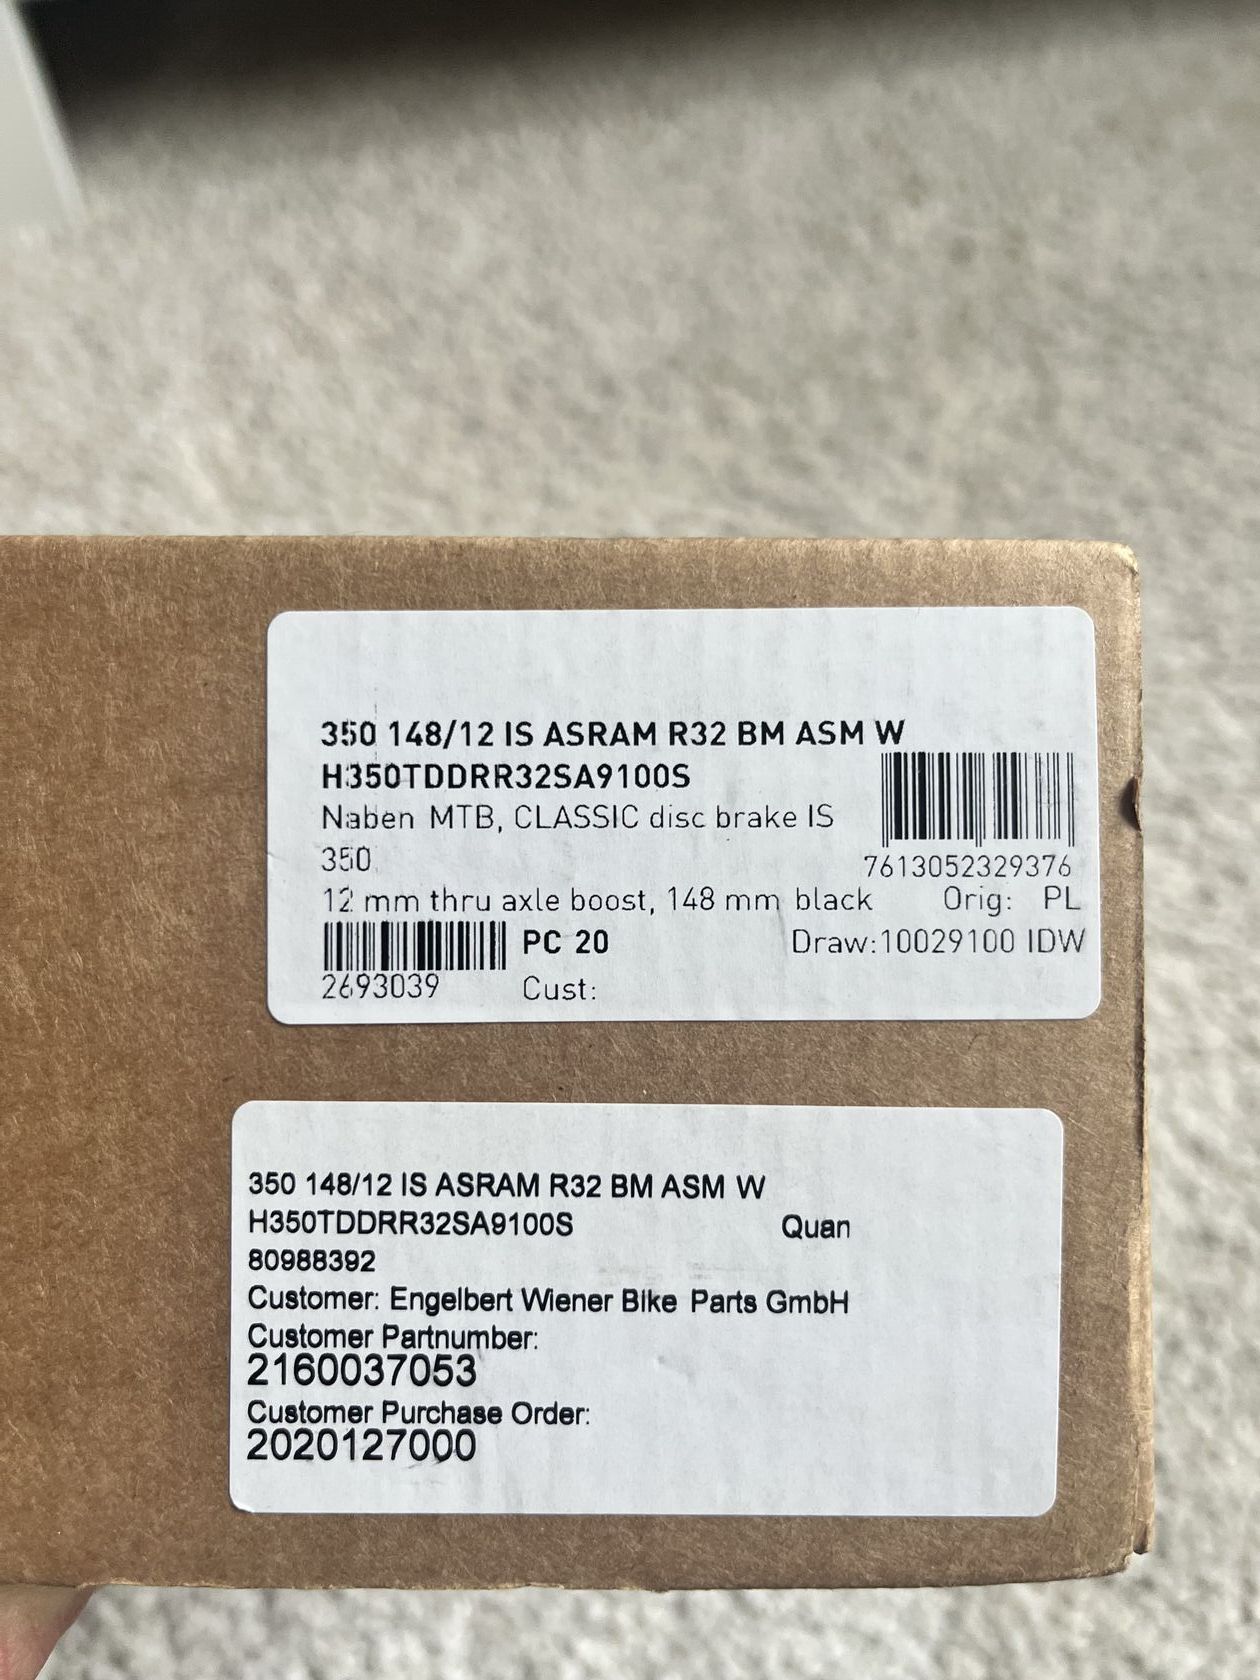 350 148/12 IS ASRAM R32 BM ASM W
H350TDDRR32SA9100S
Naben MTB, CLASSIC disc brake IS
350
7613052329376
12 mm thru axle boost, 148 mm black Orig: PL
PC 20 Draw:10029100 IDW
2693039 Cust:
350 148/12 IS ASRAM R32 BM ASM W
H350TDDRR32SA9100S Quan
80988392
Customer: Engelbert Wiener Bike Parts GmbH
Customer Partnumber:
2160037053
Customer Purchase Order:
2020127000